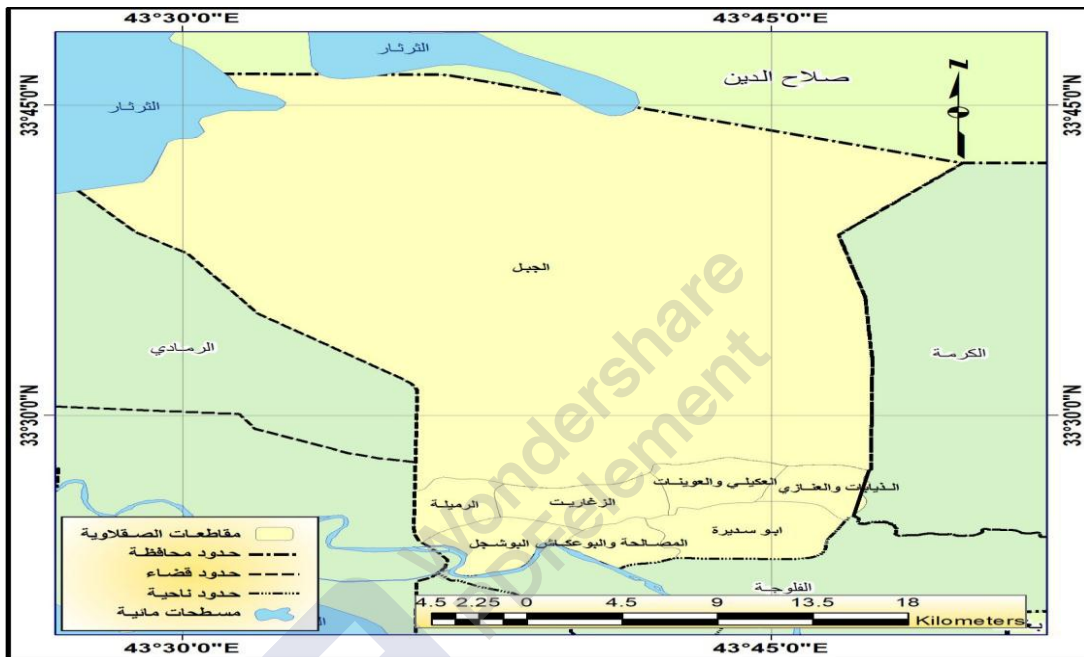 43°30'0"E 43°45'0"E
الثرثار
صلاح الدين
الثرثار
33°45'0"N 33°45'0"N
الجبل
الرمادي
الكرمة
33°30'0"N 33°30'0"N
العكيلي والعوينات
الذيابات والعنازي
الزغاريت
الرميلة
ابو سديرة
المصالحة والبوعكاش البوشجل
الفلوجة
مقاطعات الصقلاوية
حدود محافظة
حدود قضاء
حدود ناحية
مسطحات مائية
4.5 2.25 0 4.5 9 13.5 18
Kilometers
43°30'0"E 43°45'0"E
Wondershare
PDFelement